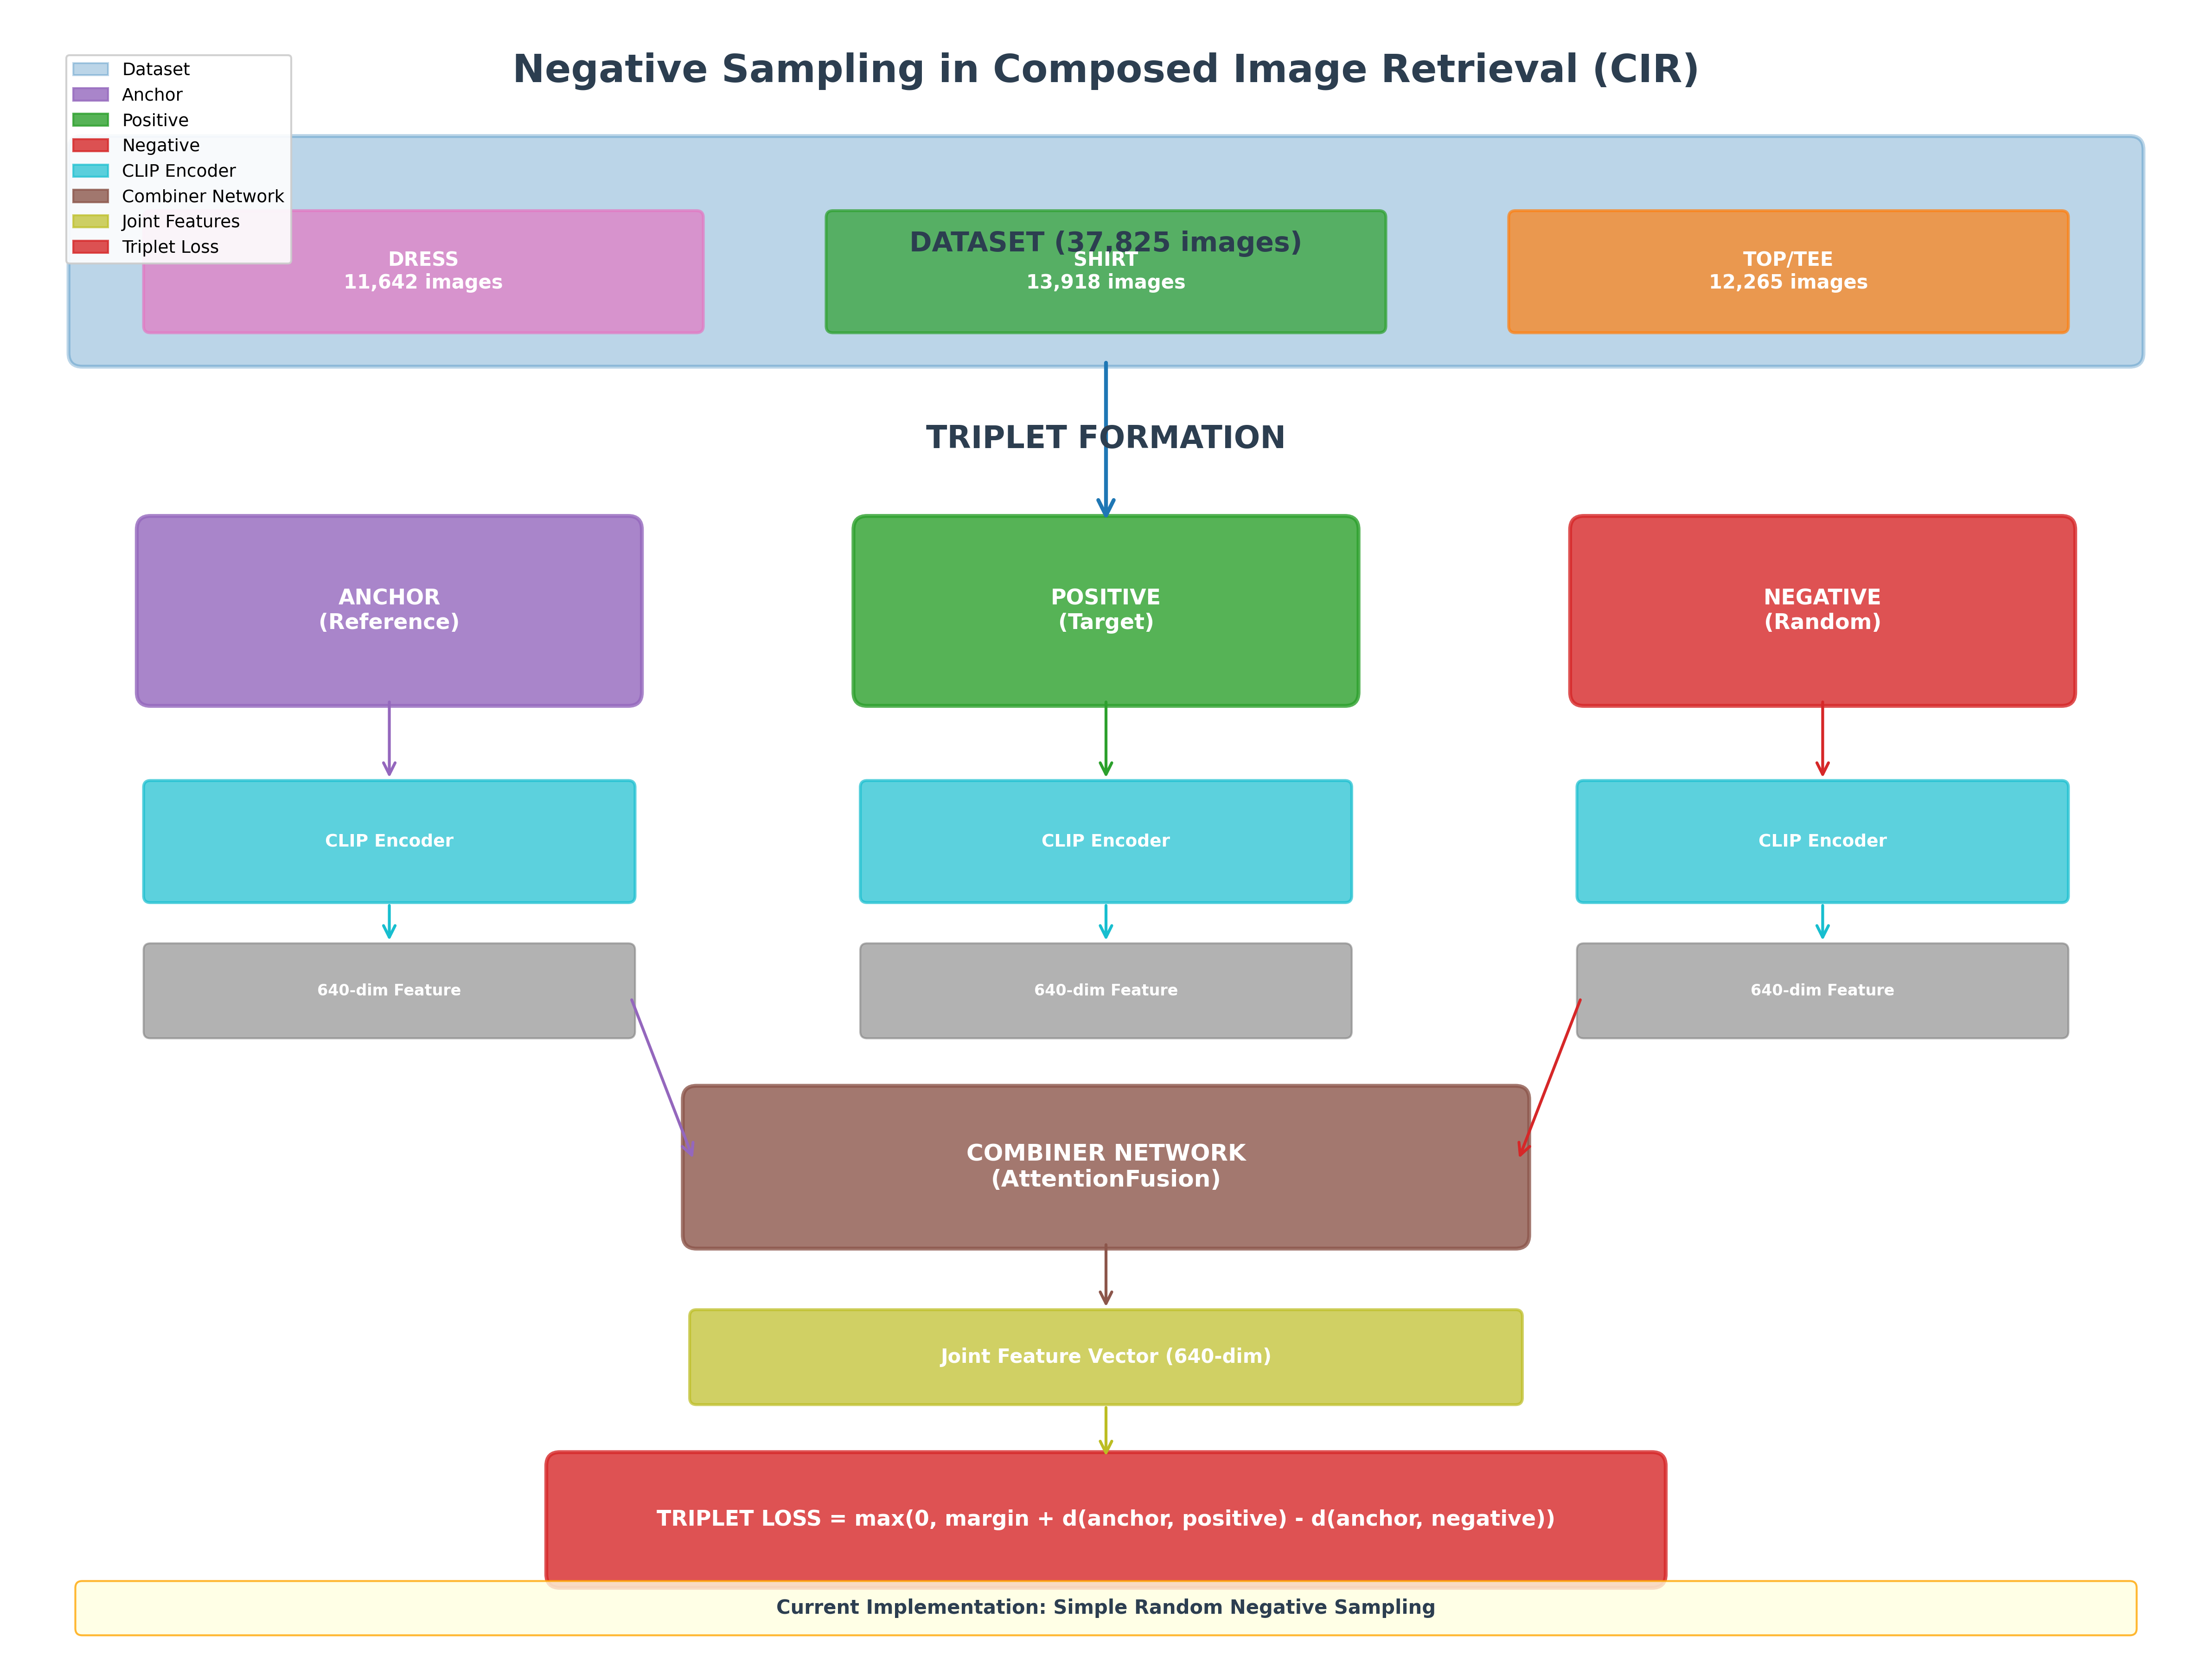 Negative Sampling in Composed Image Retrieval (CIR)
Dataset
Anchor
Positive
Negative
CLIP Encoder
Combiner Network
Joint Features
Triplet Loss
DATASET (37,825 images)
DRESS
11,642 images
SHIRT
13,918 images
TOP/TEE
12,265 images
TRIPLET FORMATION
ANCHOR
(Reference)
POSITIVE
(Target)
NEGATIVE
(Random)
CLIP Encoder
CLIP Encoder
CLIP Encoder
640-dim Feature
640-dim Feature
640-dim Feature
COMBINER NETWORK
(AttentionFusion)
Joint Feature Vector (640-dim)
TRIPLET LOSS = max(0, margin + d(anchor, positive) - d(anchor, negative))
Current Implementation: Simple Random Negative Sampling